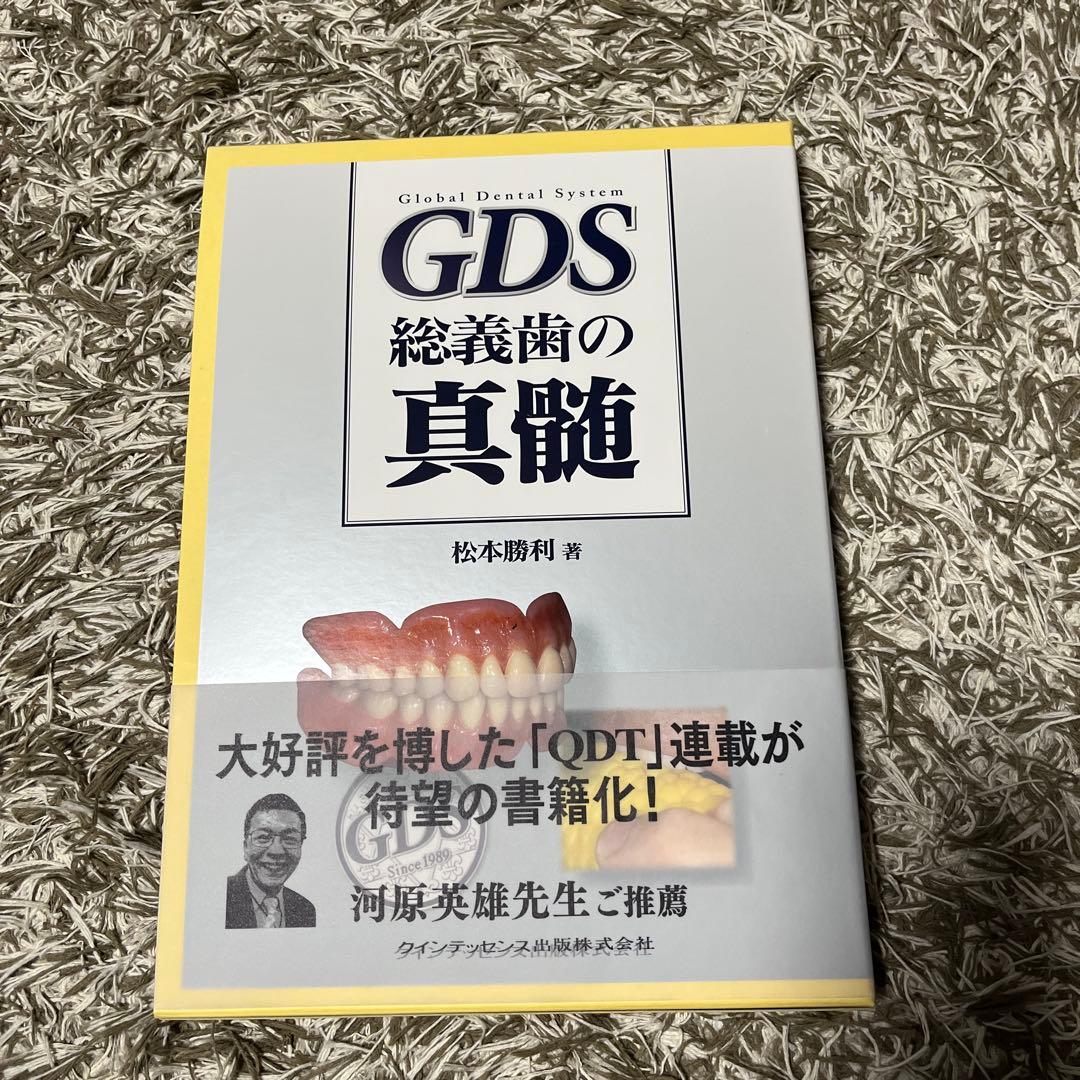 Global Dental System
GDS
総義歯の
真髄
松本勝利 著
大好評を博した「QDT」連載が
待望の書籍化！
GDS
Since 1989
河原英雄先生ご推薦
クインテッセンス出版株式会社